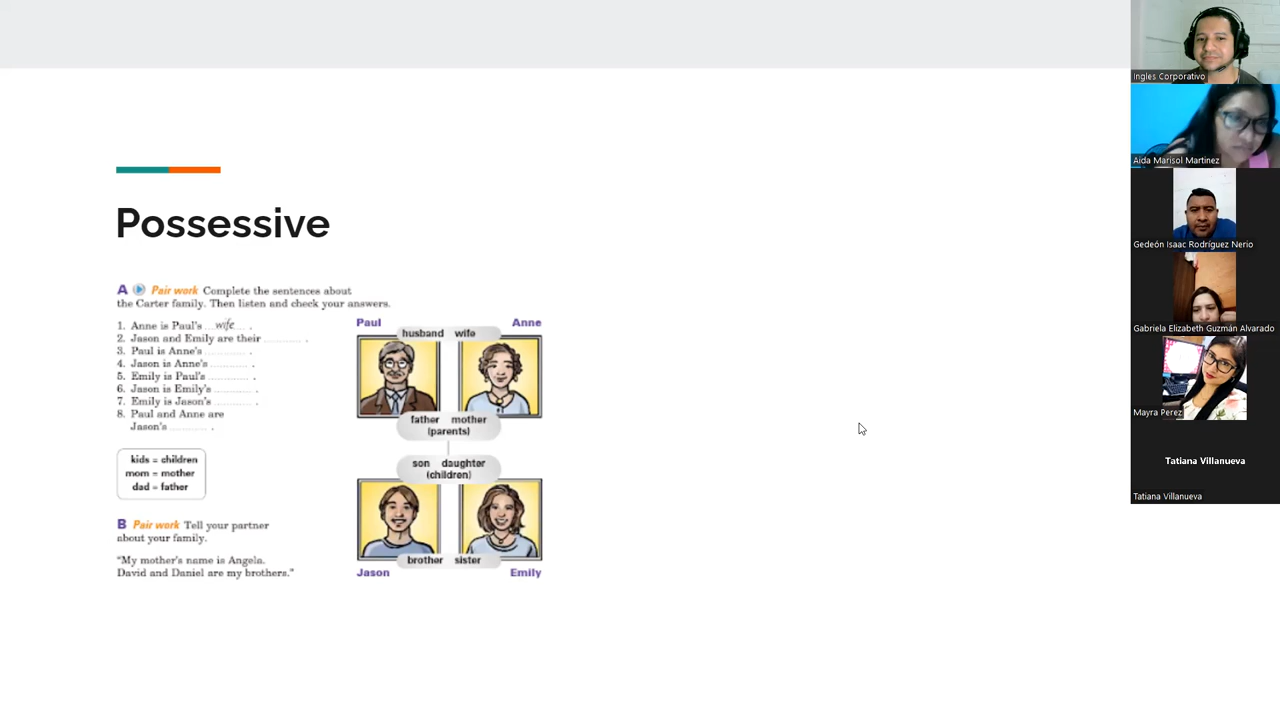 Possessive
A Pair work Complete the sentences about
the Carter family. Then listen and check your answers.
1. Anne is Paul's ....wife.... .
2. Jason and Emily are their ............ .
3. Paul is Anne's ............ .
4. Jason is Anne's ............ .
5. Emily is Paul's ............ .
6. Jason is Emily's ............ .
7. Emily is Jason's ............ .
8. Paul and Anne are
Jason's ............ .
kids = children
mom = mother
dad = father
B Pair work Tell your partner
about your family.
"My mother's name is Angela.
David and Daniel are my brothers."
Paul Anne
husband wife
father mother
(parents)
son daughter
(children)
brother sister
Jason Emily
Ingles Corporativo
Aida Marisol Martinez
Gedeón Isaac Rodríguez Nerio
Gabriela Elizabeth Guzmán Alvarado
Mayra Perez
Tatiana Villanueva
Tatiana Villanueva